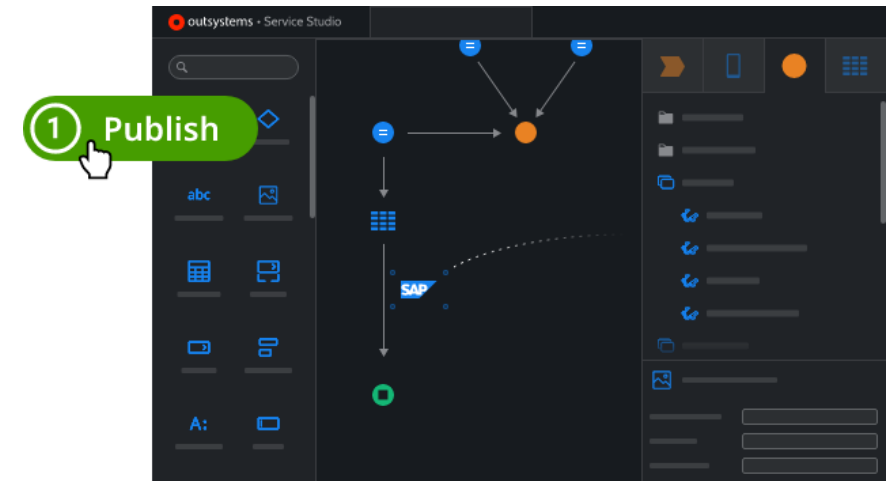 outsystems • Service Studio
1 Publish
abc
SAP
A: